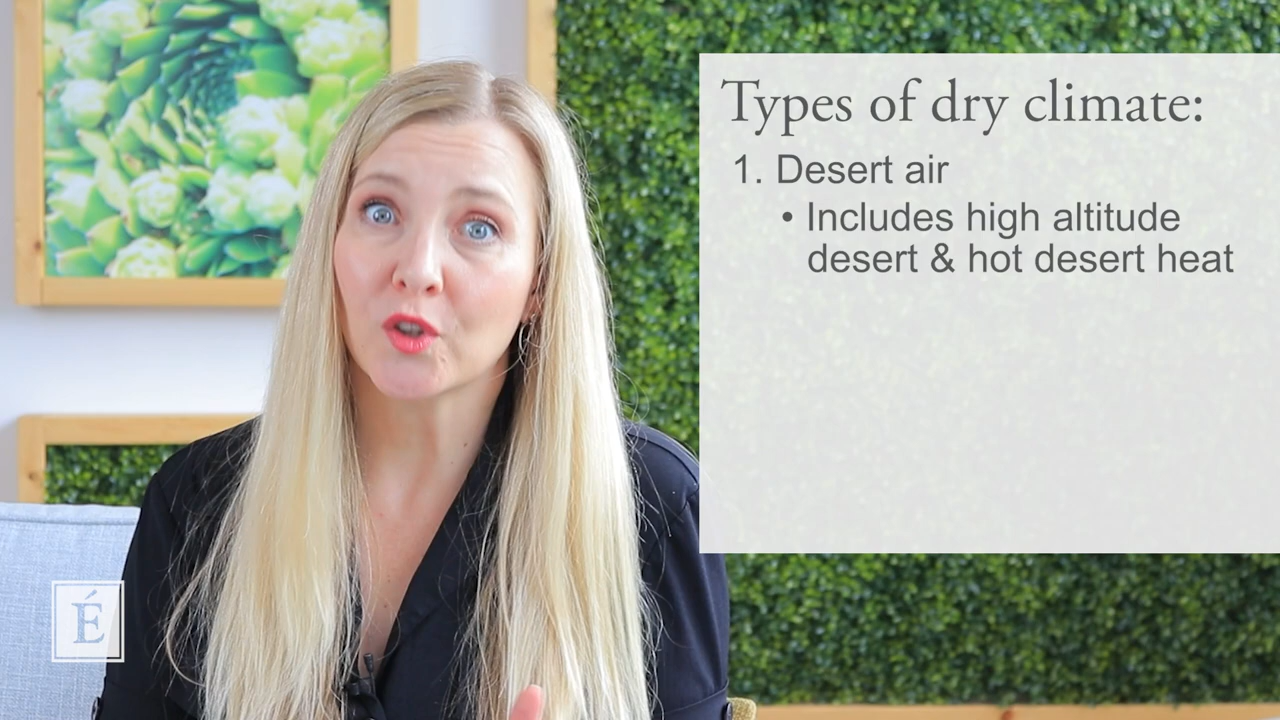 Types of dry climate:
1. Desert air
• Includes high altitude
desert & hot desert heat
É